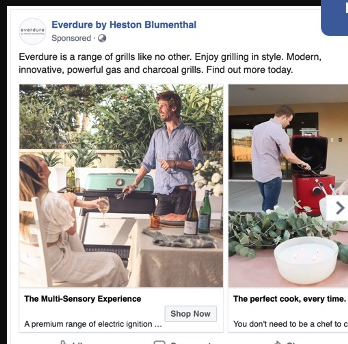 everdure
Everdure by Heston Blumenthal
Sponsored ·
Everdure is a range of grills like no other. Enjoy grilling in style. Modern,
innovative, powerful gas and charcoal grills. Find out more today.
The Multi-Sensory Experience
Shop Now
A premium range of electric ignition ...
The perfect cook, every time.
You don't need to be a chef to c